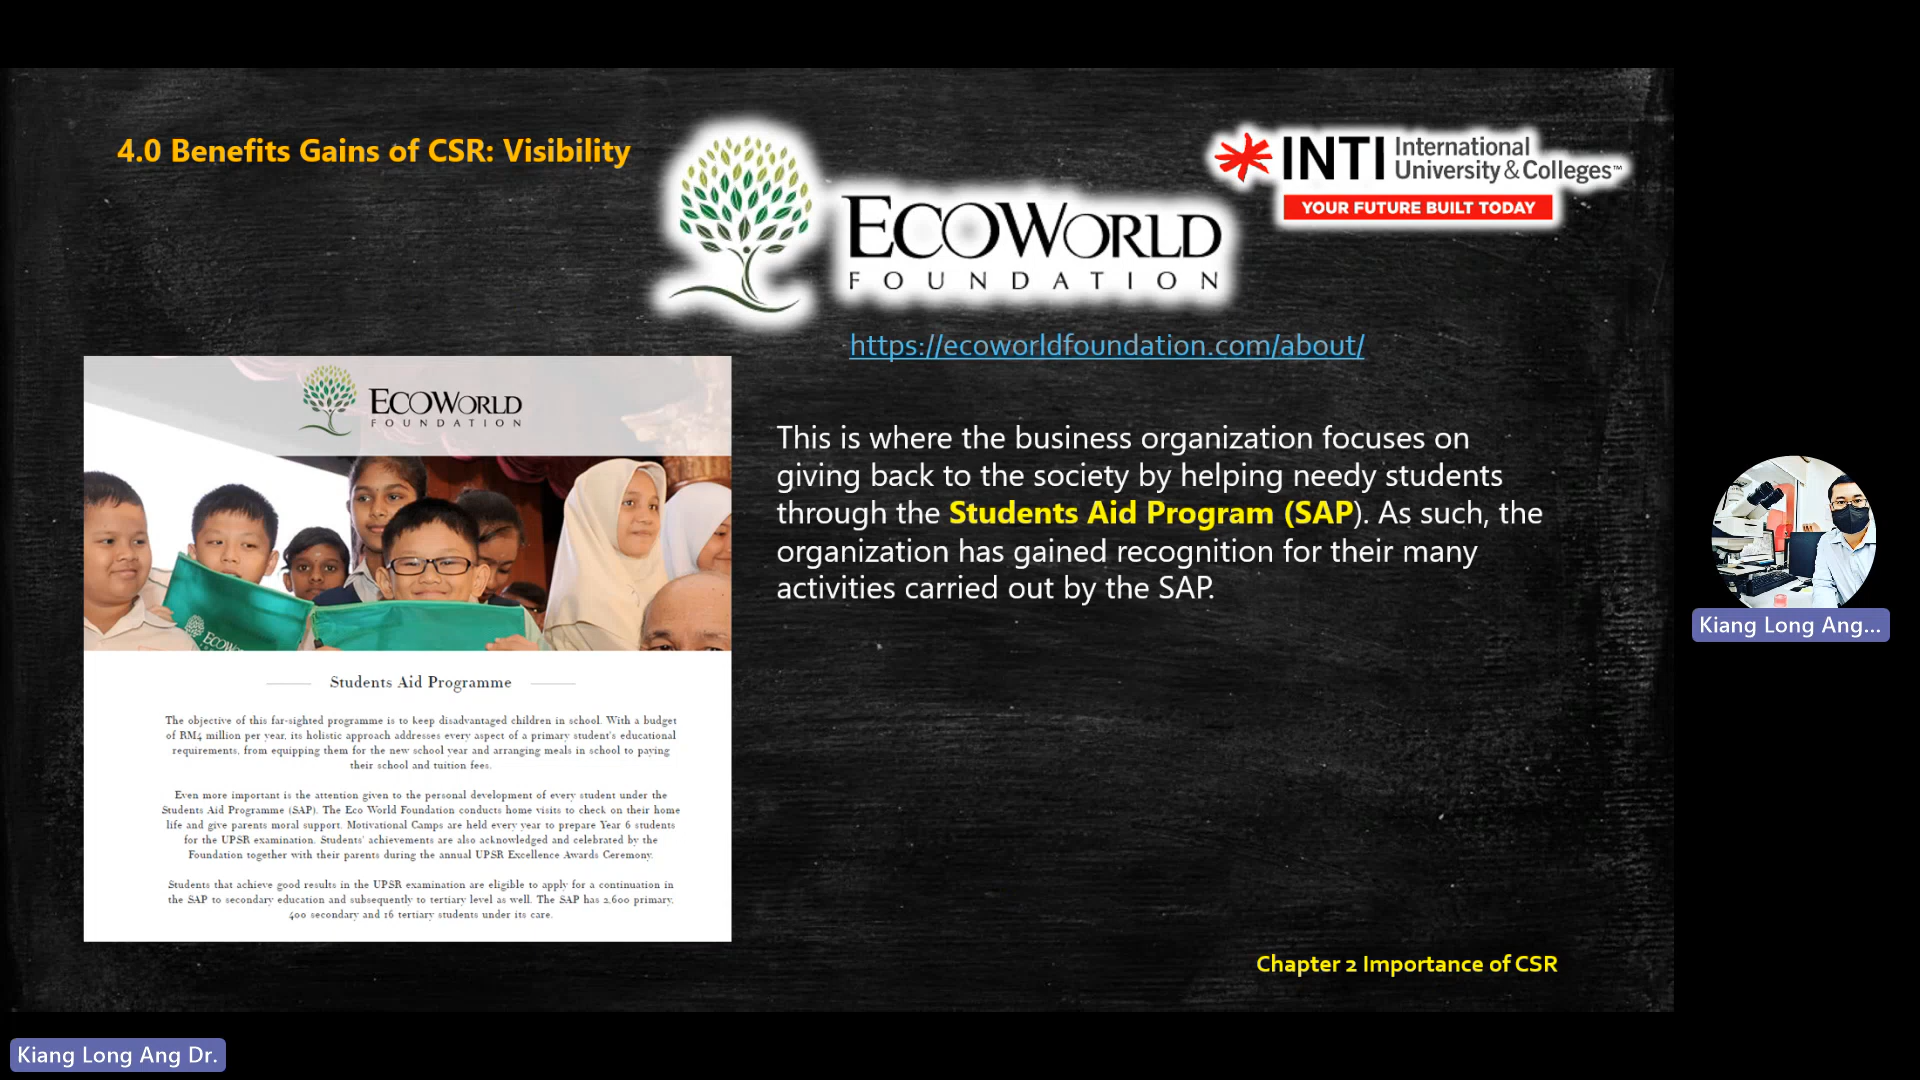 4.0 Benefits Gains of CSR: Visibility
ECOWORLD
FOUNDATION
INTI International
University & Colleges™
YOUR FUTURE BUILT TODAY
https://ecoworldfoundation.com/about/
ECOWORLD
FOUNDATION
This is where the business organization focuses on
giving back to the society by helping needy students
through the Students Aid Program (SAP). As such, the
organization has gained recognition for their many
activities carried out by the SAP.
Students Aid Programme
The objective of this far-sighted programme is to keep disadvantaged children in school. With a budget
of RM4 million per year, its holistic approach addresses every aspect of a primary student's educational
requirements, from equipping them for the new school year and arranging meals in school to paying
their school and tuition fees.
Even more important is the attention given to the personal development of every student under the
Students Aid Programme (SAP). The Eco World Foundation conducts home visits to check on their home
life and give parents moral support. Motivational Camps are held every year to prepare Year 6 students
for the UPSR examination. Students' achievements are also acknowledged and celebrated by the
Foundation together with their parents during the annual UPSR Excellence Awards Ceremony.
Students that achieve good results in the UPSR examination are eligible to apply for a continuation in
the SAP to secondary education and subsequently to tertiary level as well. The SAP has 2,600 primary,
400 secondary and 16 tertiary students under its care.
Chapter 2 Importance of CSR
Kiang Long Ang...
Kiang Long Ang Dr.